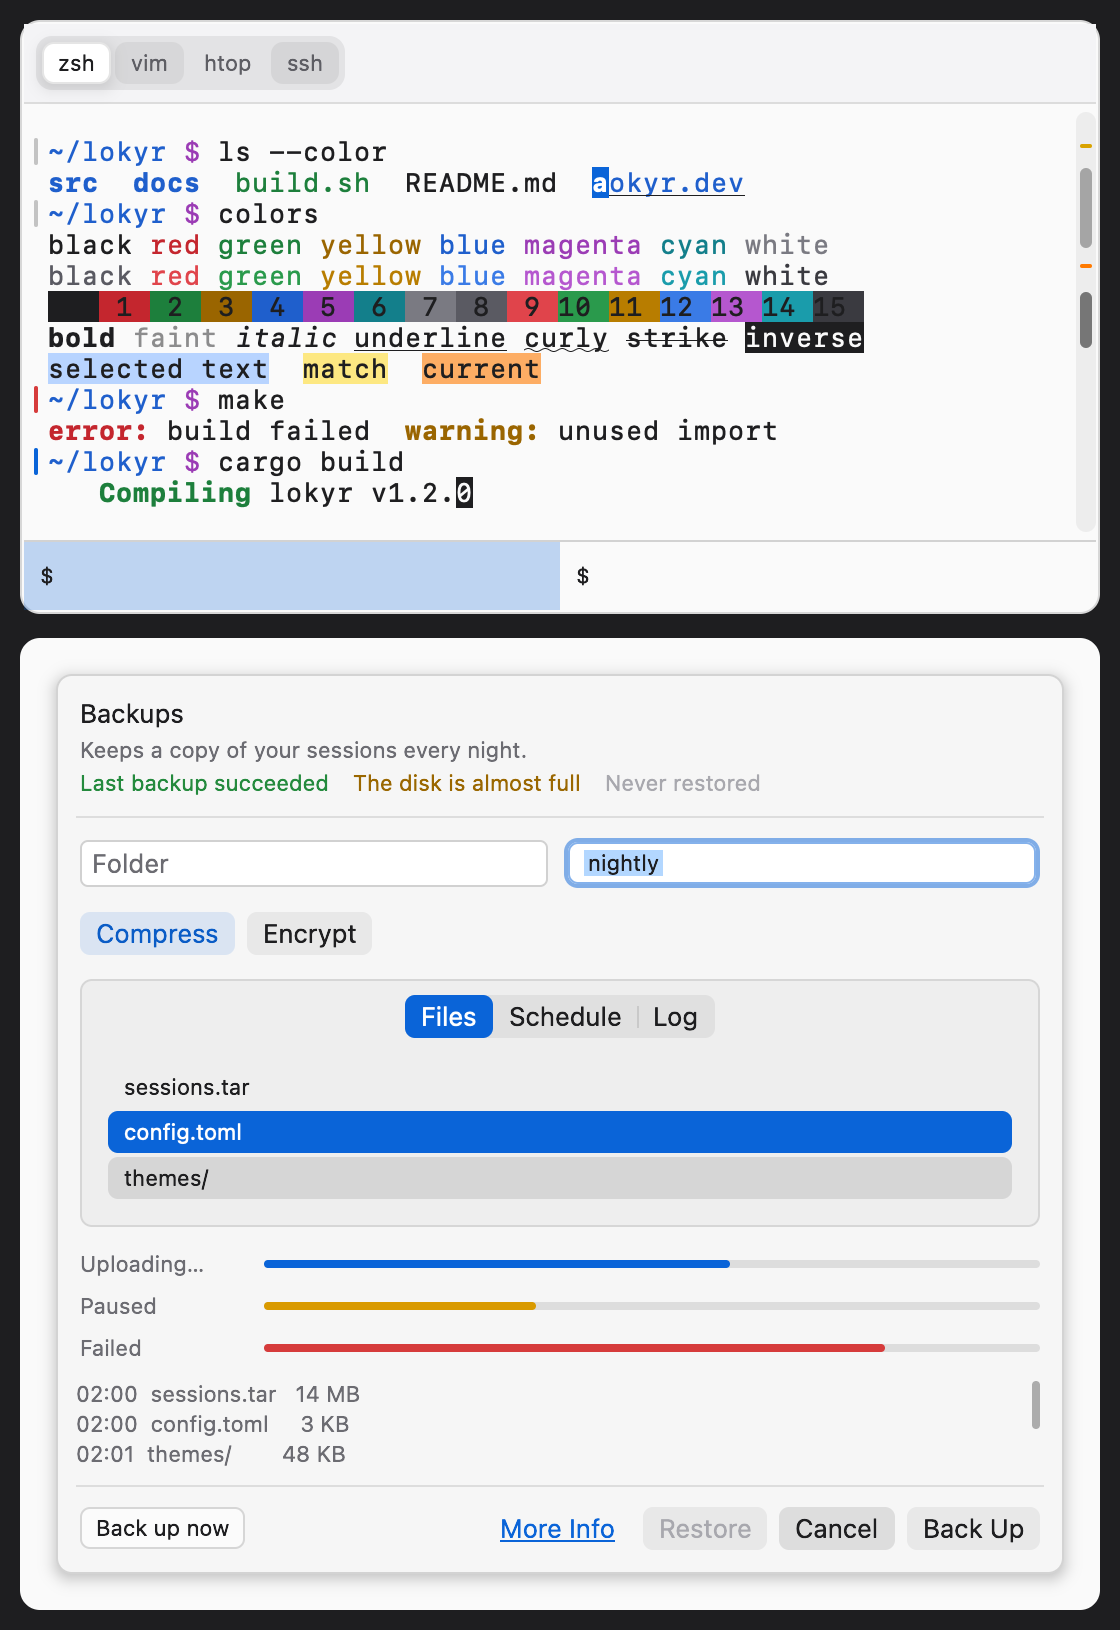 zsh vim htop ssh
~/lokyr $ ls --color
src docs build.sh README.md aokyr.dev
~/lokyr $ colors
black red green yellow blue magenta cyan white
black red green yellow blue magenta cyan white
1 2 3 4 5 6 7 8 9 10 11 12 13 14 15
bold faint italic underline curly strike inverse
selected text match current
~/lokyr $ make
error: build failed warning: unused import
~/lokyr $ cargo build
Compiling lokyr v1.2.0
$ $
Backups
Keeps a copy of your sessions every night.
Last backup succeeded The disk is almost full Never restored
Folder nightly
Compress Encrypt
Files Schedule Log
sessions.tar
config.toml
themes/
Uploading...
Paused
Failed
02:00 sessions.tar 14 MB
02:00 config.toml 3 KB
02:01 themes/ 48 KB
Back up now More Info Restore Cancel Back Up